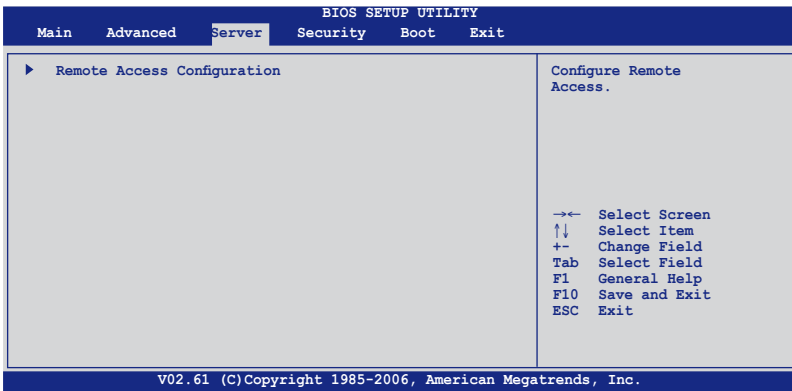 BIOS SETUP UTILITY
Main Advanced Server Security Boot Exit
Remote Access Configuration
Configure Remote
Access.
→← Select Screen
↑↓ Select Item
+- Change Field
Tab Select Field
F1 General Help
F10 Save and Exit
ESC Exit
V02.61 (C)Copyright 1985-2006, American Megatrends, Inc.